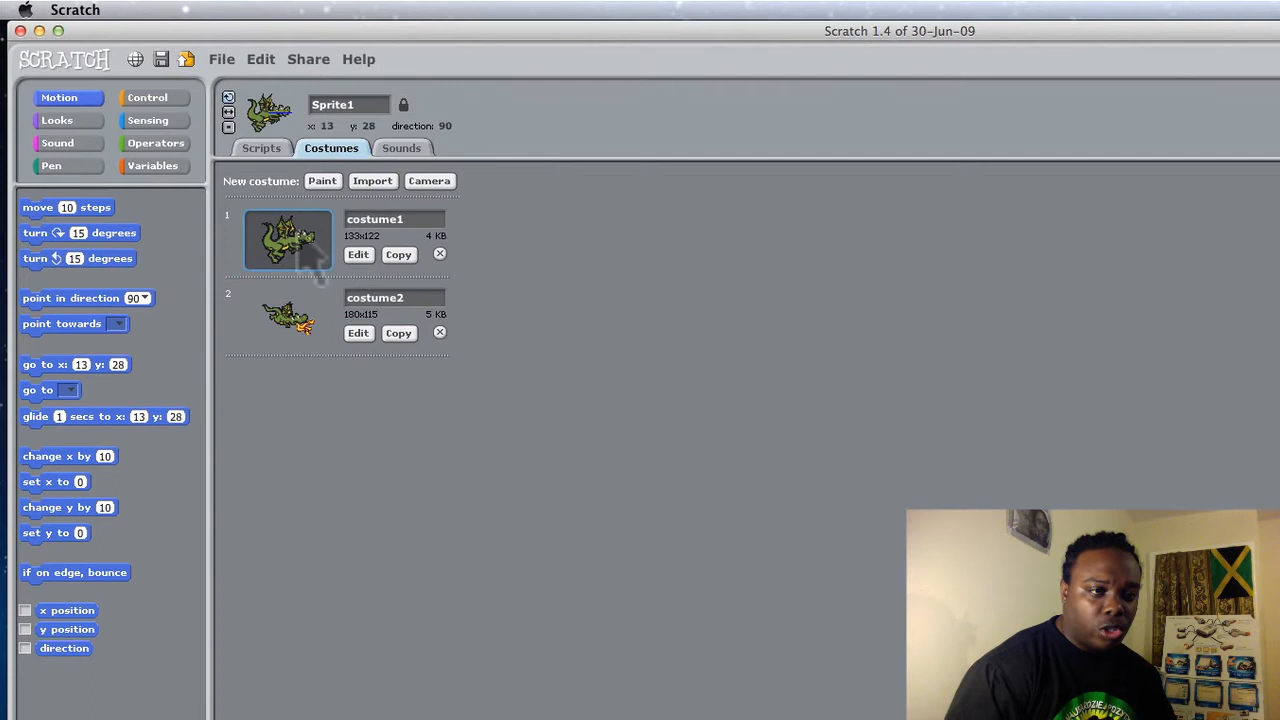 Scratch
Scratch 1.4 of 30-Jun-09
SCRATCH File Edit Share Help
Motion Control
Looks Sensing
Sound Operators
Pen Variables
Sprite1
x: 13 y: 28 direction: 90
Scripts Costumes Sounds
New costume: Paint Import Camera
1 costume1
133x122 4 KB
Edit Copy
2 costume2
180x115 5 KB
Edit Copy
move 10 steps
turn 15 degrees
turn 15 degrees
point in direction 90
point towards
go to x: 13 y: 28
go to
glide 1 secs to x: 13 y: 28
change x by 10
set x to 0
change y by 10
set y to 0
if on edge, bounce
x position
y position
direction